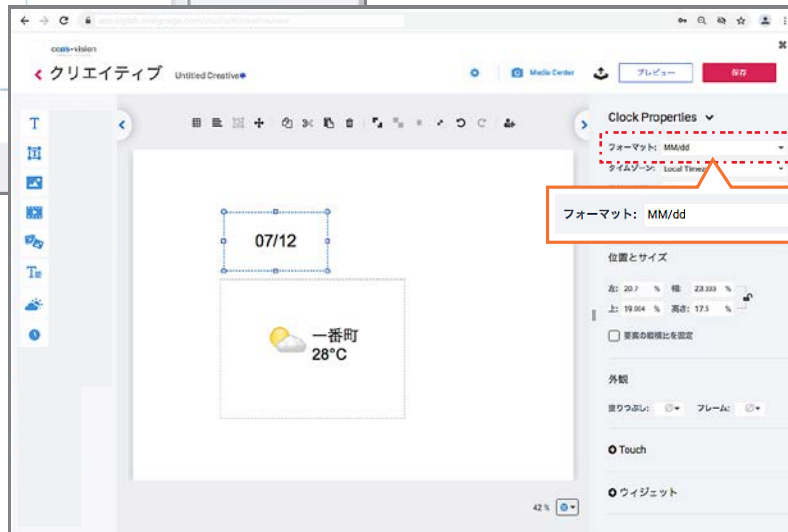 cons-vision
クリエイティブ Untitled Creative
Media Center
プレビュー
保存
Clock Properties
フォーマット: MM/dd
タイムゾーン: Local Timez
フォーマット: MM/dd
07/12
一番町
28°C
位置とサイズ
左: 20.7 % 幅: 23.333 %
上: 19.004 % 高さ: 17.5 %
要素の縦横比を固定
外観
塗りつぶし: フレーム:
Touch
ウィジェット
42 %